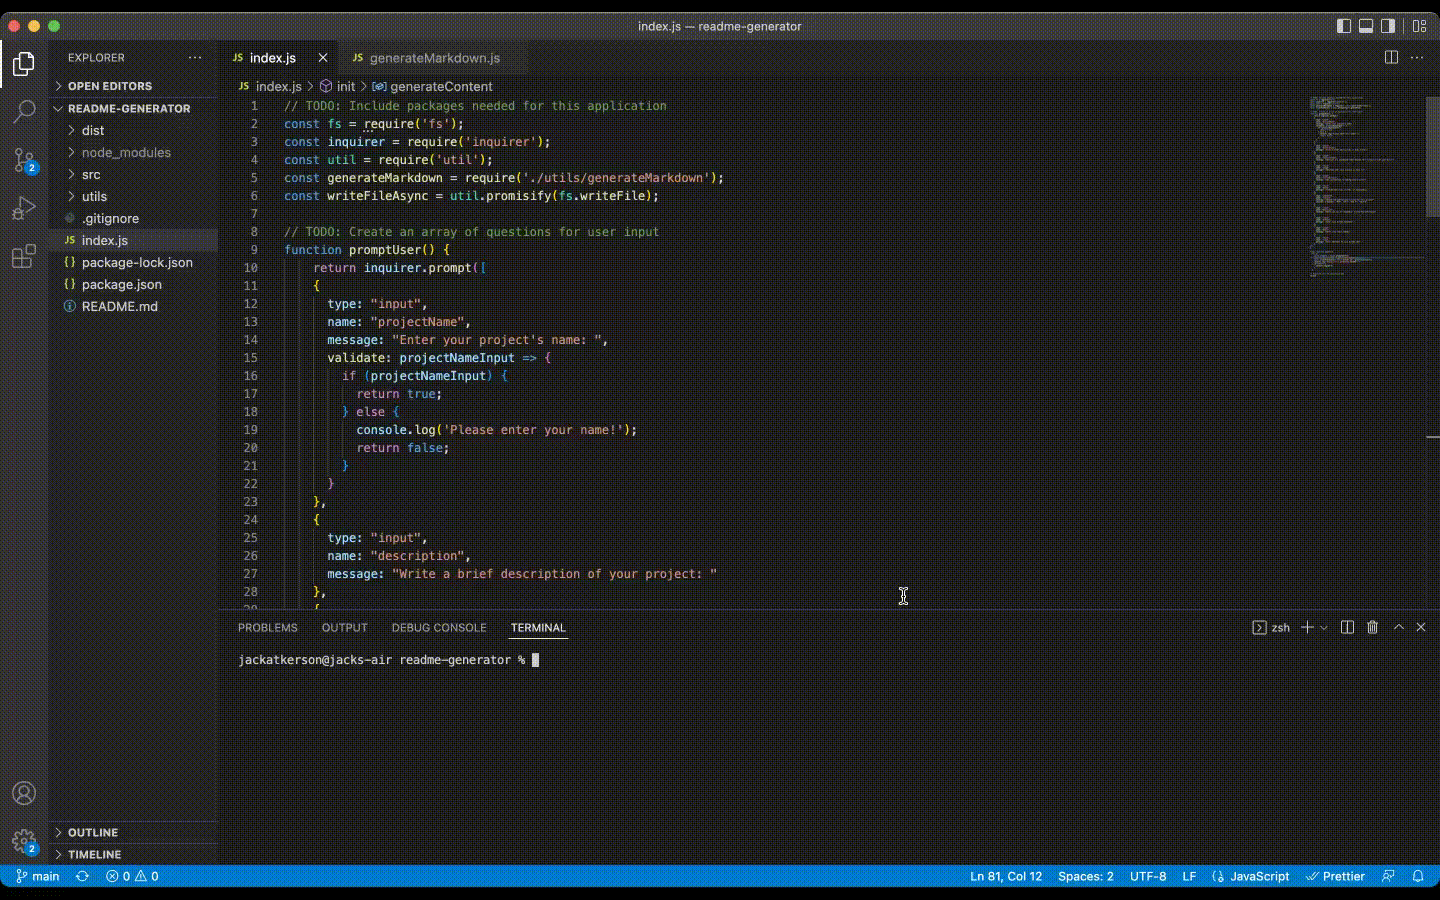 index.js — readme-generator
EXPLORER
OPEN EDITORS
README-GENERATOR
dist
node_modules
src
utils
.gitignore
JS index.js
{} package-lock.json
{} package.json
README.md
OUTLINE
TIMELINE
2
2
JS index.js
JS generateMarkdown.js
JS index.js > init > generateContent
1 // TODO: Include packages needed for this application
2 const fs = require('fs');
3 const inquirer = require('inquirer');
4 const util = require('util');
5 const generateMarkdown = require('./utils/generateMarkdown');
6 const writeFileAsync = util.promisify(fs.writeFile);
7
8 // TODO: Create an array of questions for user input
9 function promptUser() {
10 return inquirer.prompt([
11 {
12 type: "input",
13 name: "projectName",
14 message: "Enter your project's name: ",
15 validate: projectNameInput => {
16 if (projectNameInput) {
17 return true;
18 } else {
19 console.log('Please enter your name!');
20 return false;
21 }
22 }
23 },
24 {
25 type: "input",
26 name: "description",
27 message: "Write a brief description of your project: "
28 },
PROBLEMS OUTPUT DEBUG CONSOLE TERMINAL
zsh
jackatkerson@jacks-air readme-generator %
main 0 0
Ln 81, Col 12 Spaces: 2 UTF-8 LF {} JavaScript Prettier